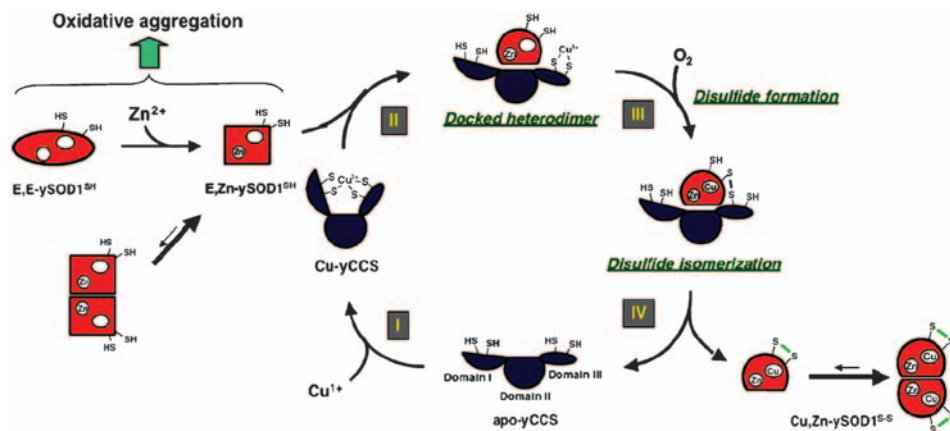 Oxidative aggregation
Zn2+
HS
SH
E,E-ySOD1SH
HS
SH
Zn
E,Zn-ySOD1SH
HS
SH
Zn
Zn
HS
SH
II
S
S
Cu1+
S
S
Cu-yCCS
I
Cu1+
HS
SH
Zn
HS
SH
Cu1+
S
S
Docked heterodimer
III
O2
Disulfide formation
SH
S
S
HS
SH
SH
Zn
Cu
Disulfide isomerization
IV
HS
SH
HS
SH
Domain I
Domain III
Domain II
apo-yCCS
S
S
Zn
Cu
S
S
Zn
Cu
Zn
Cu
S
S
Cu,Zn-ySOD1S-S